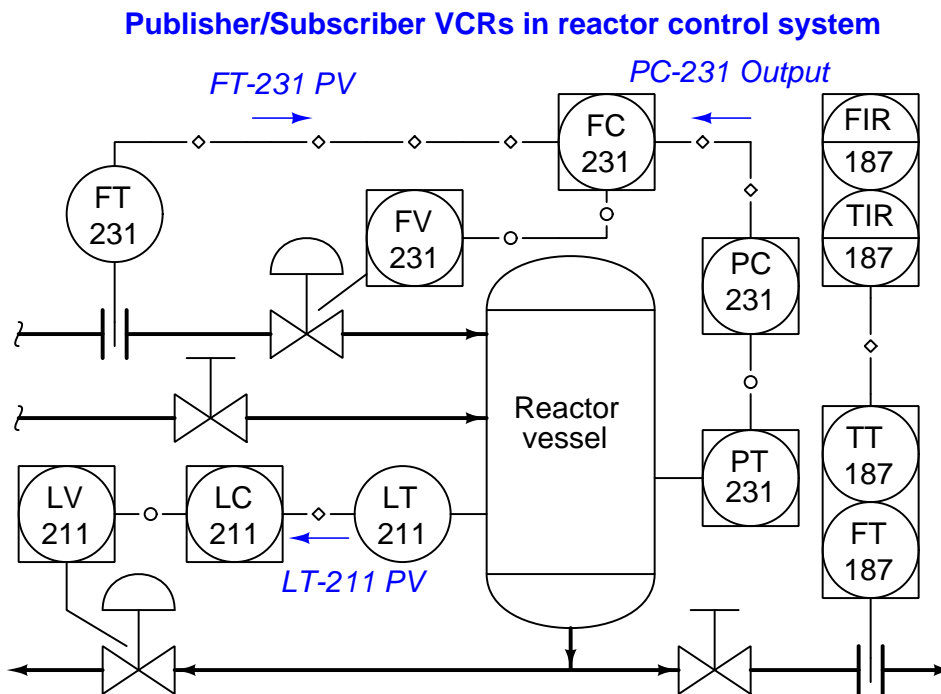 Publisher/Subscriber VCRs in reactor control system
FT-231 PV
PC-231 Output
FC
231
FIR
187
TIR
187
FT
231
FV
231
PC
231
Reactor
vessel
LV
211
LC
211
LT
211
PT
231
TT
187
FT
187
LT-211 PV